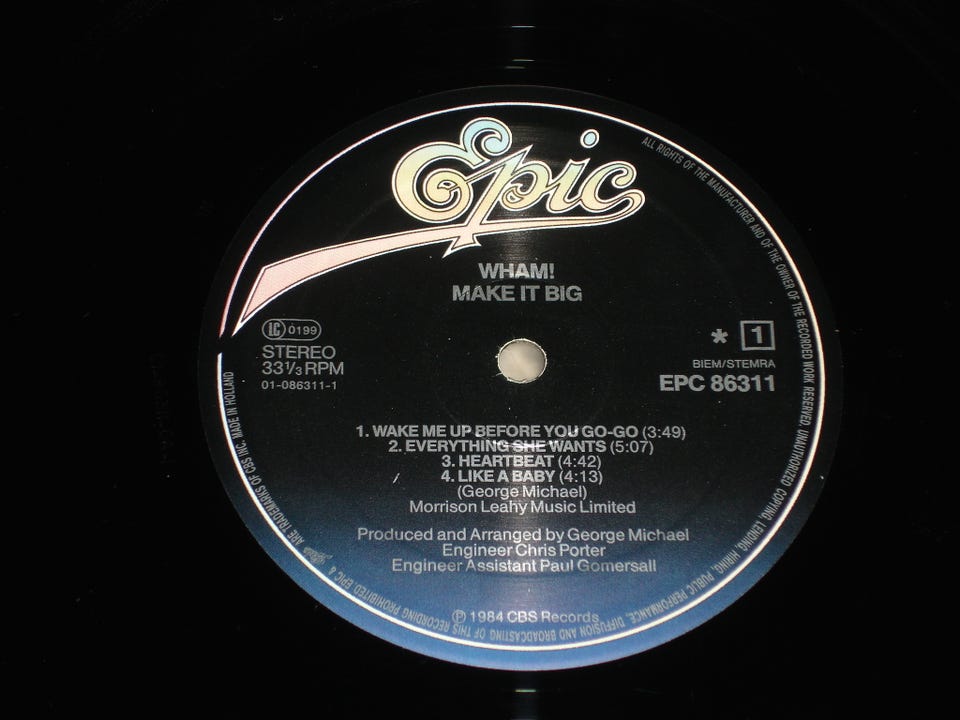 Epic
WHAM!
MAKE IT BIG
LC 0199
STEREO
33⅓ RPM
01-086311-1
* 1
BIEM/STEMRA
EPC 86311
1. WAKE ME UP BEFORE YOU GO-GO (3:49)
2. EVERYTHING SHE WANTS (5:07)
3. HEARTBEAT (4:42)
4. LIKE A BABY (4:13)
(George Michael)
Morrison Leahy Music Limited
Produced and Arranged by George Michael
Engineer Chris Porter
Engineer Assistant Paul Gomersall
℗ 1984 CBS Records
ALL RIGHTS OF THE MANUFACTURER AND OF THE OWNER OF THE RECORDED WORK RESERVED. UNAUTHORIZED COPYING, LENDING, HIRING, PUBLIC PERFORMANCE, DIFFUSION AND BROADCASTING OF THIS RECORDING PROHIBITED EPIC & Epic ARE TRADEMARKS OF CBS INC. MADE IN HOLLAND